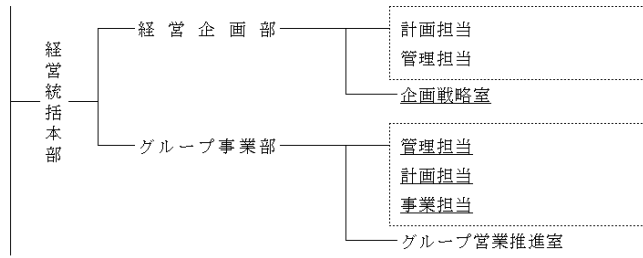 経営統括本部
経営企画部
計画担当
管理担当
企画戦略室
グループ事業部
管理担当
計画担当
事業担当
グループ営業推進室